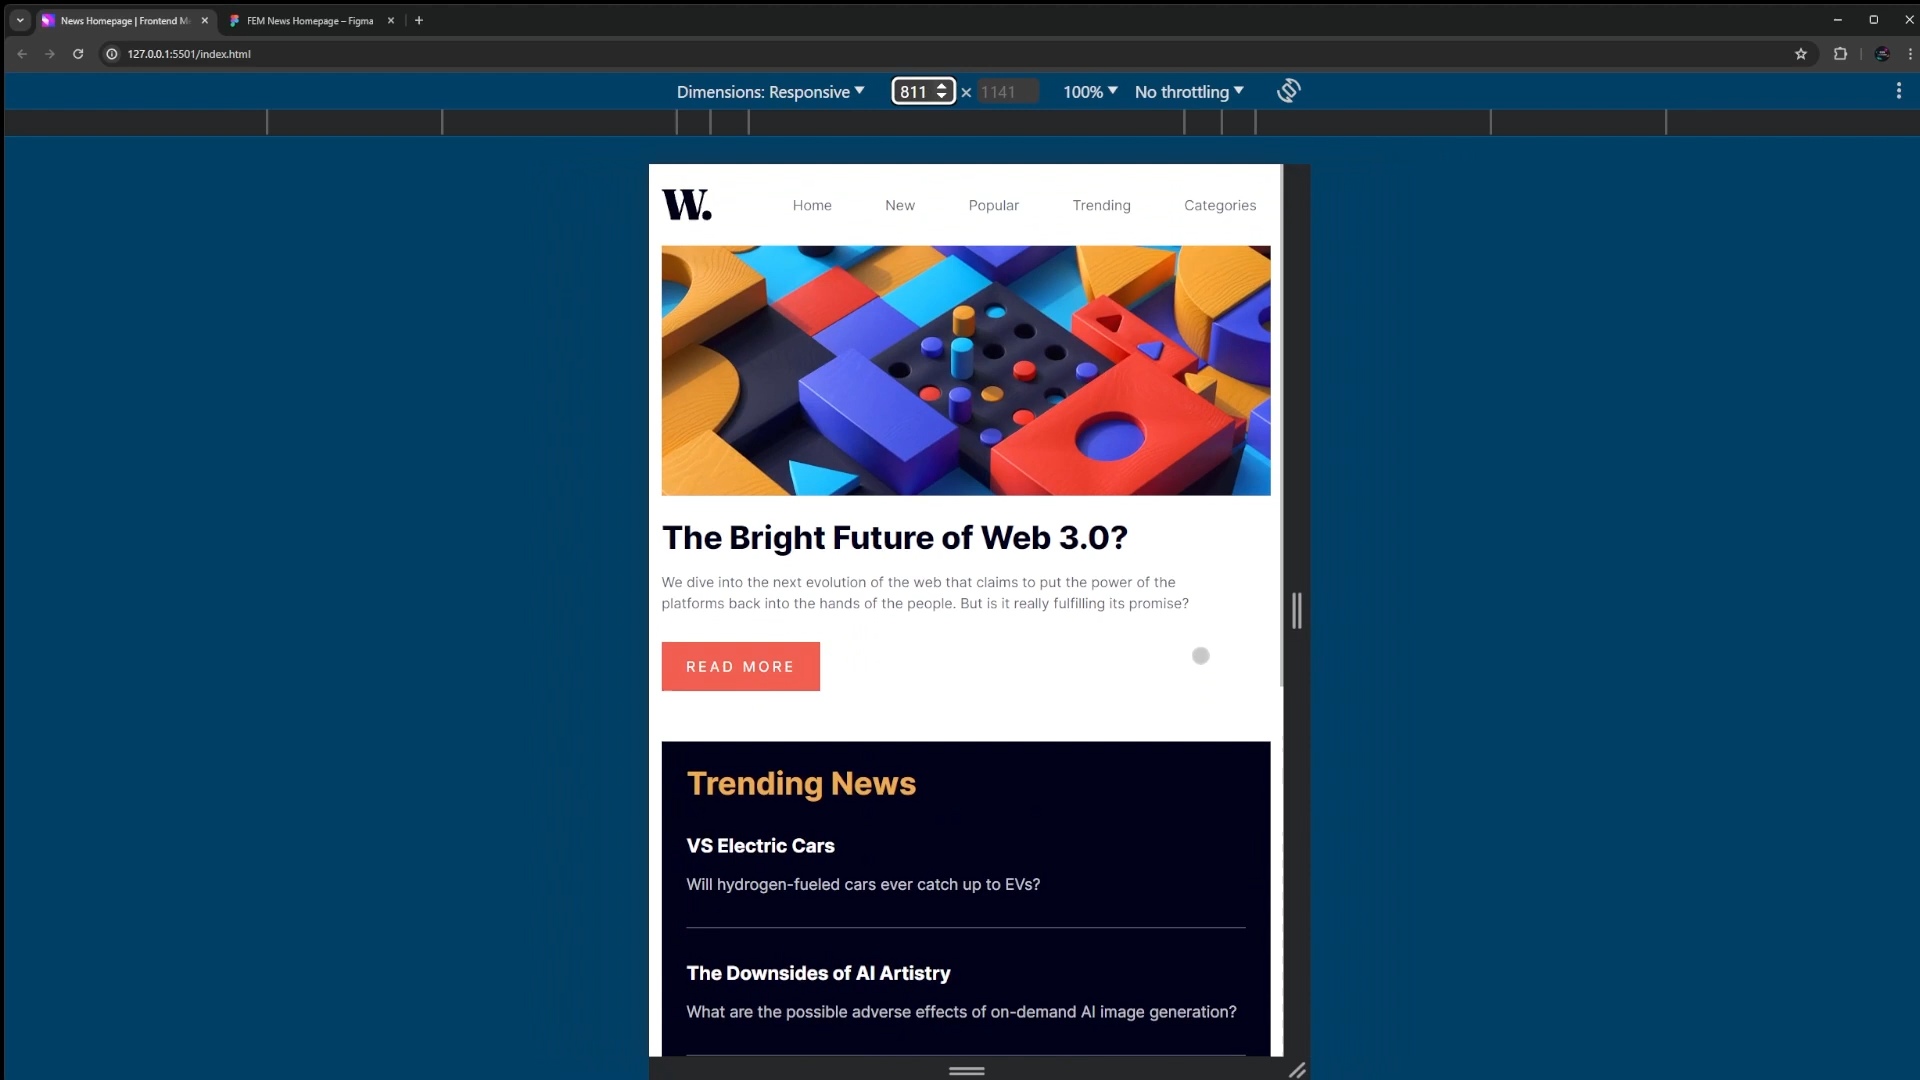 News Homepage | Frontend M
FEM News Homepage – Figma
127.0.0.1:5501/index.html
Dimensions: Responsive 811 × 1141 100% No throttling
W. Home New Popular Trending Categories
The Bright Future of Web 3.0?
We dive into the next evolution of the web that claims to put the power of the
platforms back into the hands of the people. But is it really fulfilling its promise?
READ MORE
Trending News
VS Electric Cars
Will hydrogen-fueled cars ever catch up to EVs?
The Downsides of AI Artistry
What are the possible adverse effects of on-demand AI image generation?